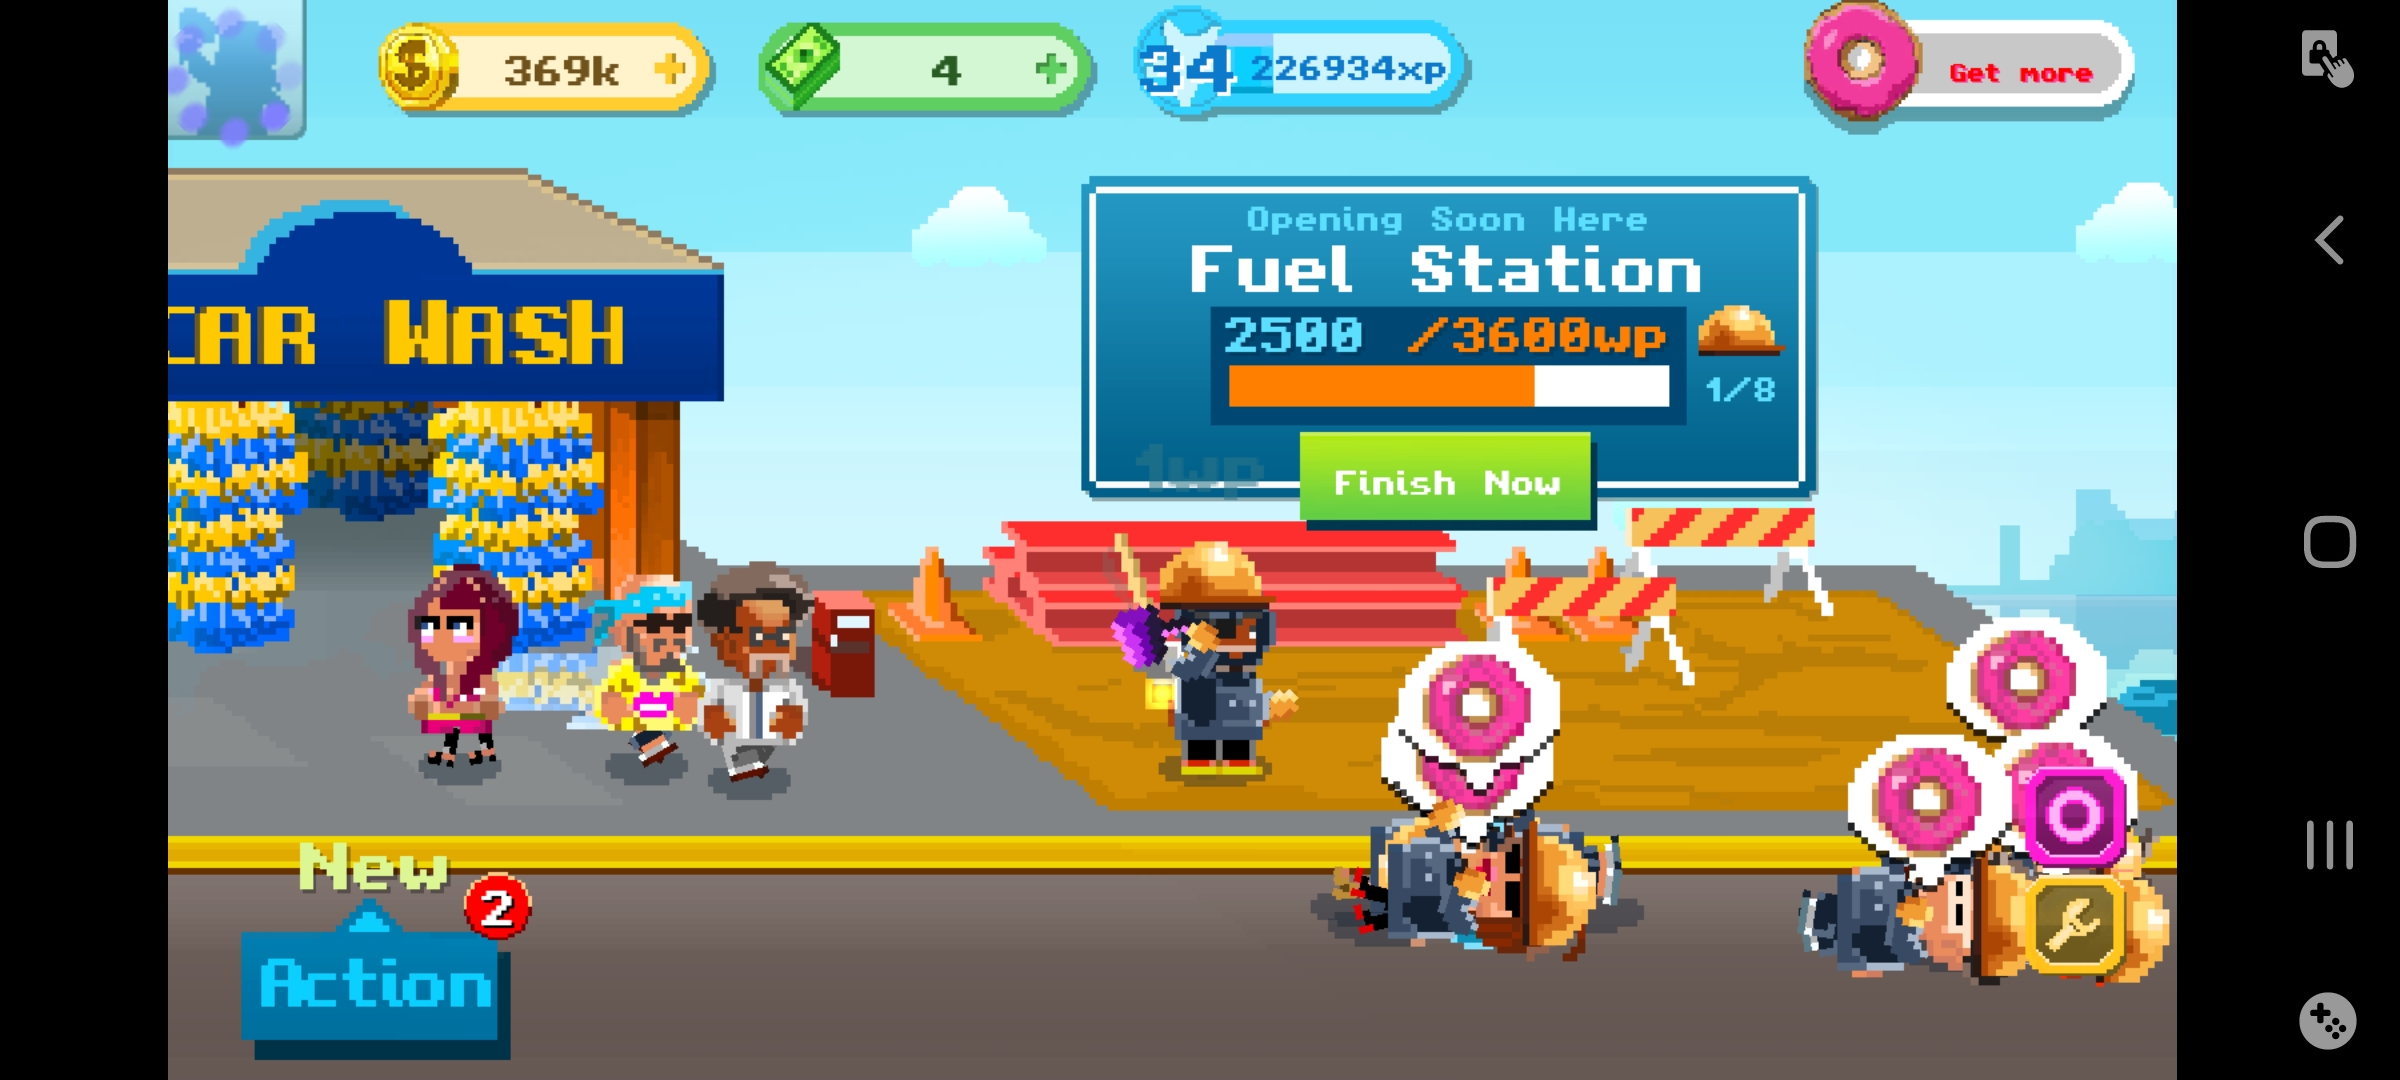 369k
4
34
226934xp
Get more
Opening Soon Here
Fuel Station
2500 /3600wp
1/8
1wp
Finish Now
CAR WASH
New
2
Action